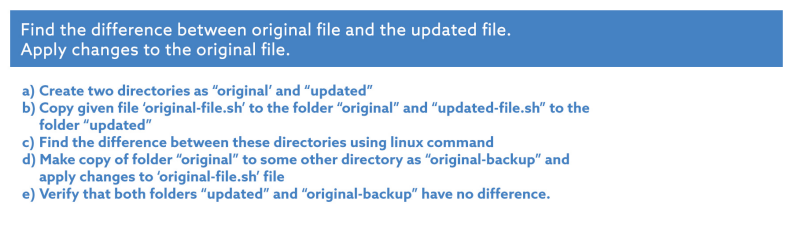 Find the difference between original file and the updated file.
Apply changes to the original file.
a) Create two directories as “original’ and “updated”
b) Copy given file ‘original-file.sh’ to the folder “original” and “updated-file.sh” to the
folder “updated”
c) Find the difference between these directories using linux command
d) Make copy of folder “original” to some other directory as “original-backup” and
apply changes to ‘original-file.sh’ file
e) Verify that both folders “updated” and “original-backup” have no difference.